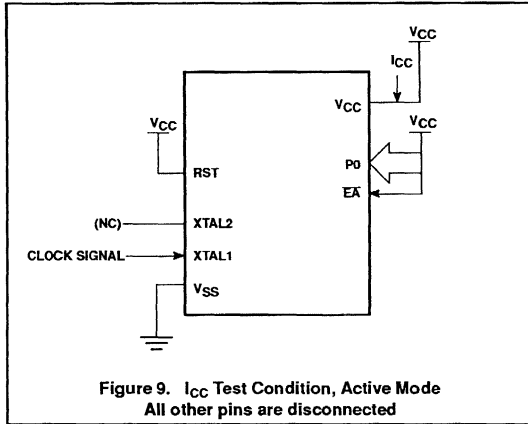 VCC
ICC
VCC
VCC
VCC
P0
RST
EA
(NC)
XTAL2
CLOCK SIGNAL
XTAL1
VSS
Figure 9. ICC Test Condition, Active Mode
All other pins are disconnected